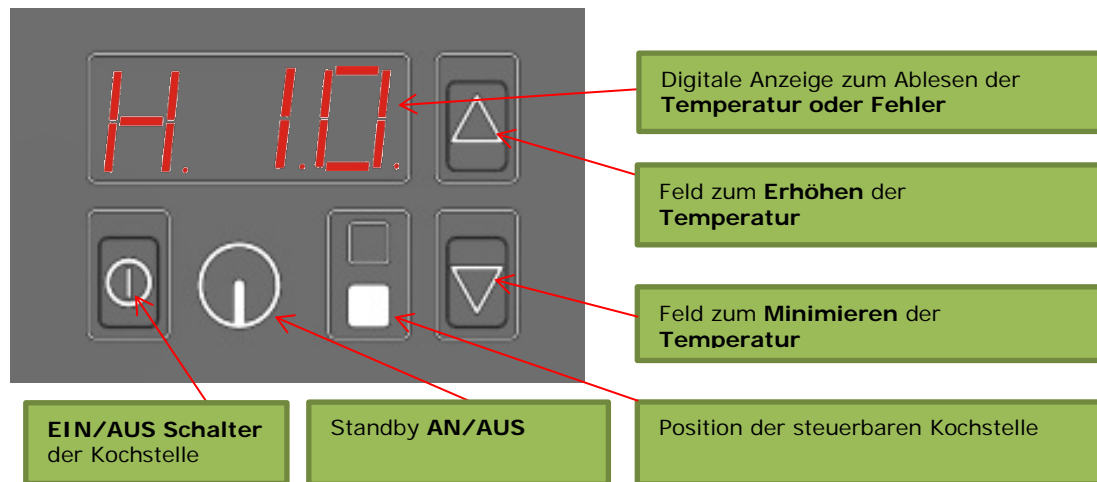 H. 1.0.
Digitale Anzeige zum Ablesen der
Temperatur oder Fehler
Feld zum Erhöhen der
Temperatur
Feld zum Minimieren der
Temperatur
EIN/AUS Schalter
der Kochstelle
Standby AN/AUS
Position der steuerbaren Kochstelle